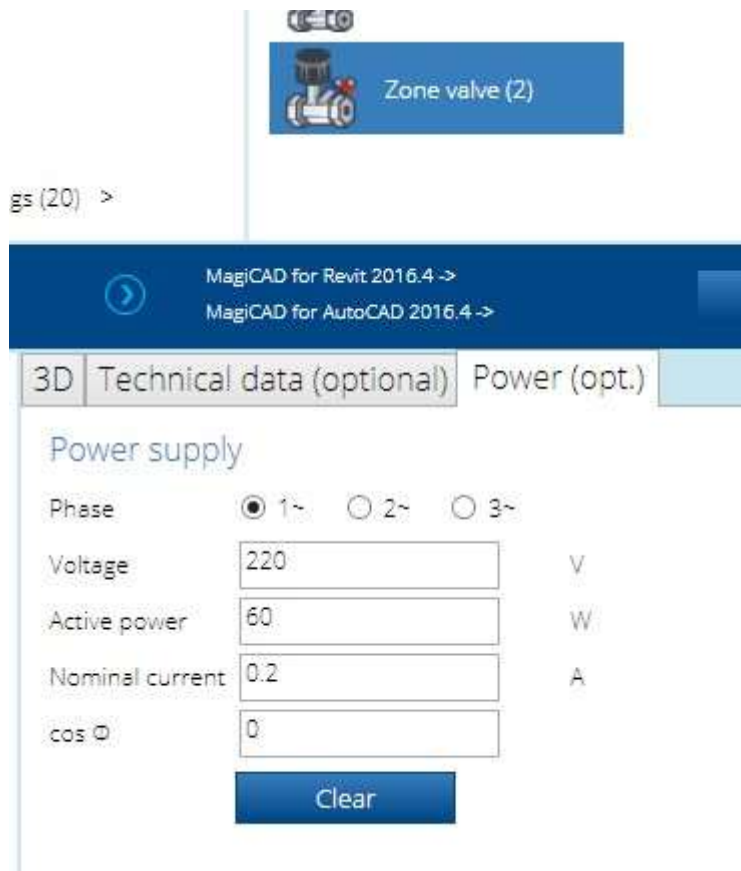 Zone valve (2)
gs (20) >
MagiCAD for Revit 2016.4 ->
MagiCAD for AutoCAD 2016.4 ->
3D Technical data (optional) Power (opt.)
Power supply
Phase 1~ 2~ 3~
Voltage 220 V
Active power 60 W
Nominal current 0.2 A
cos Φ 0
Clear